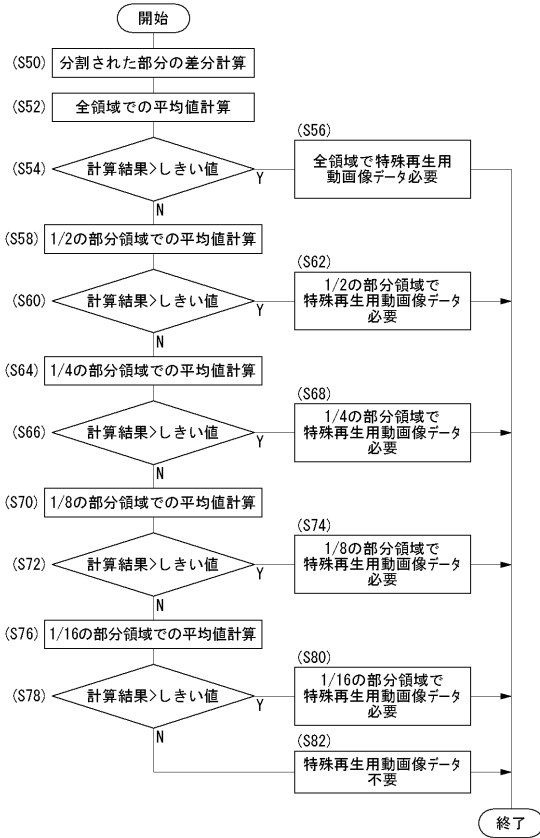 開始
(S50) 分割された部分の差分計算
(S52) 全領域での平均値計算
(S54) 計算結果>しきい値
Y
N
(S56)
全領域で特殊再生用
動画像データ必要
(S58) 1/2の部分領域での平均値計算
(S60) 計算結果>しきい値
Y
N
(S62)
1/2の部分領域で
特殊再生用動画像データ
必要
(S64) 1/4の部分領域での平均値計算
(S66) 計算結果>しきい値
Y
N
(S68)
1/4の部分領域で
特殊再生用動画像データ
必要
(S70) 1/8の部分領域での平均値計算
(S72) 計算結果>しきい値
Y
N
(S74)
1/8の部分領域で
特殊再生用動画像データ
必要
(S76) 1/16の部分領域での平均値計算
(S78) 計算結果>しきい値
Y
N
(S80)
1/16の部分領域で
特殊再生用動画像データ
必要
(S82)
特殊再生用動画像データ
不要
終了